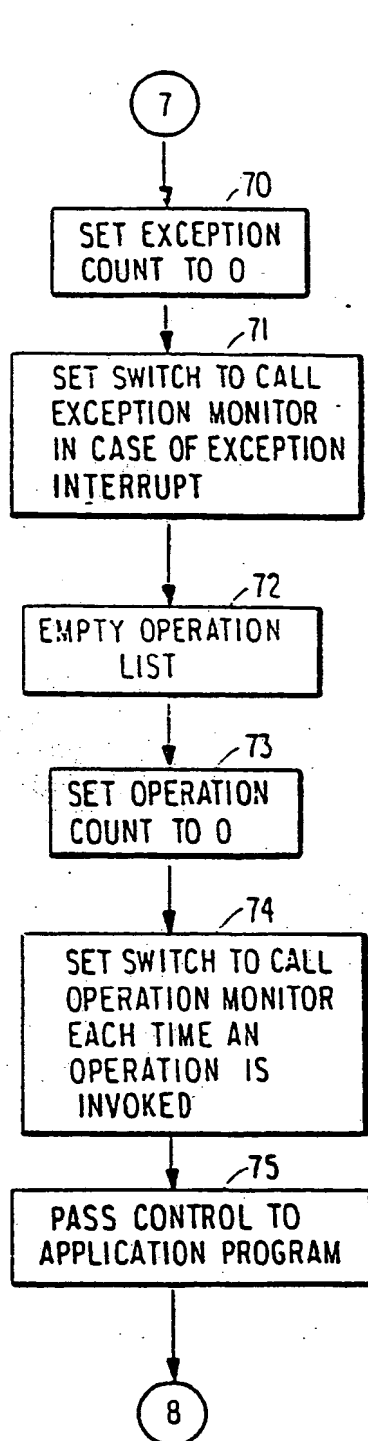 7
70
SET EXCEPTION
COUNT TO 0
71
SET SWITCH TO CALL
EXCEPTION MONITOR
IN CASE OF EXCEPTION
INTERRUPT
72
EMPTY OPERATION
LIST
73
SET OPERATION
COUNT TO 0
74
SET SWITCH TO CALL
OPERATION MONITOR
EACH TIME AN
OPERATION IS
INVOKED
75
PASS CONTROL TO
APPLICATION PROGRAM
8